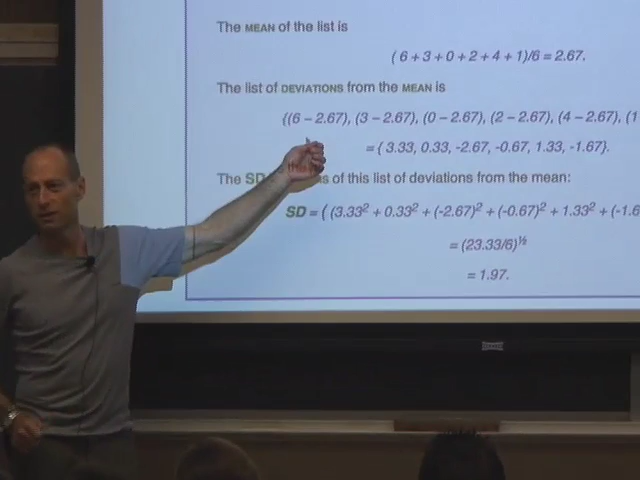 The MEAN of the list is
( 6 + 3 + 0 + 2 + 4 + 1)/6 = 2.67.
The list of DEVIATIONS from the MEAN is
{(6 – 2.67), (3 – 2.67), (0 – 2.67), (2 – 2.67), (4 – 2.67), (1
= { 3.33, 0.33, -2.67, -0.67, 1.33, -1.67}.
The SD of this list of deviations from the mean:
SD = ( (3.33² + 0.33² + (-2.67)² + (-0.67)² + 1.33² + (-1.6
= (23.33/6)^½
= 1.97.